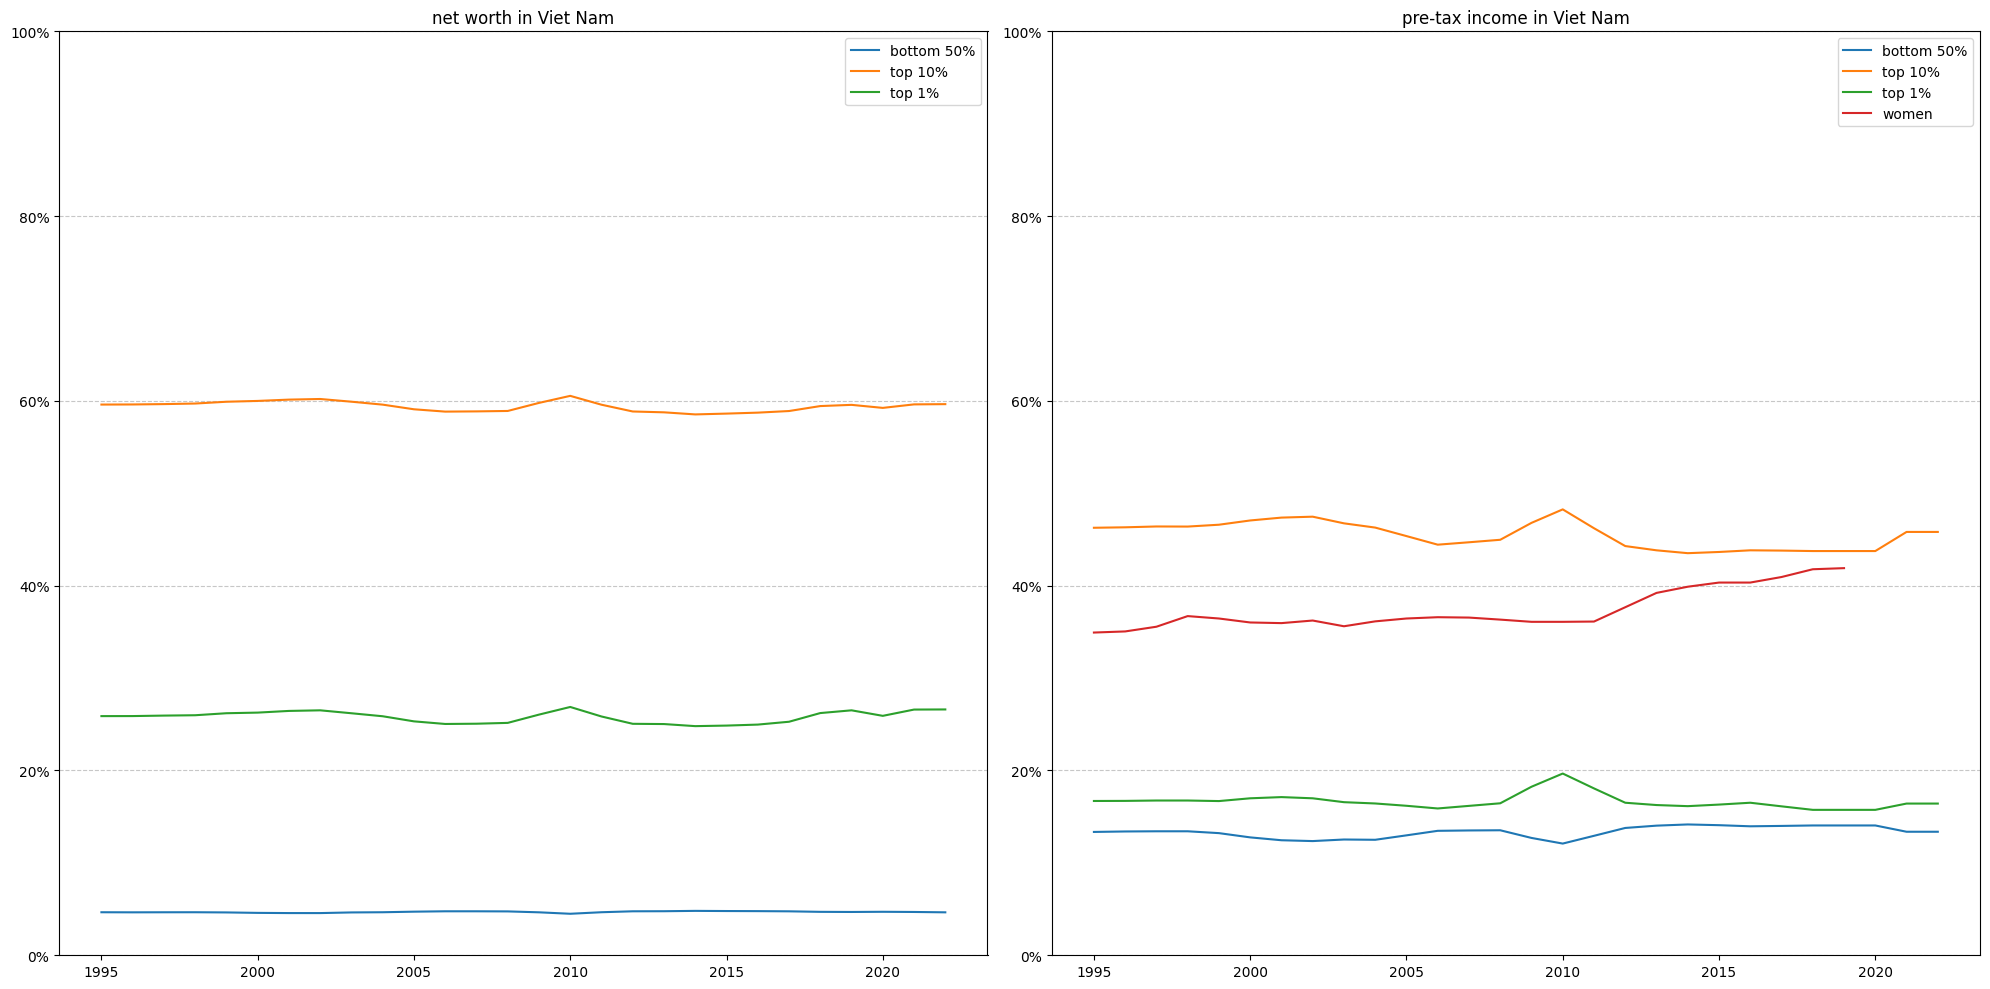 net worth in Viet Nam
100%
80%
60%
40%
20%
0%
1995 2000 2005 2010 2015 2020
bottom 50%
top 10%
top 1%
pre-tax income in Viet Nam
100%
80%
60%
40%
20%
0%
1995 2000 2005 2010 2015 2020
bottom 50%
top 10%
top 1%
women